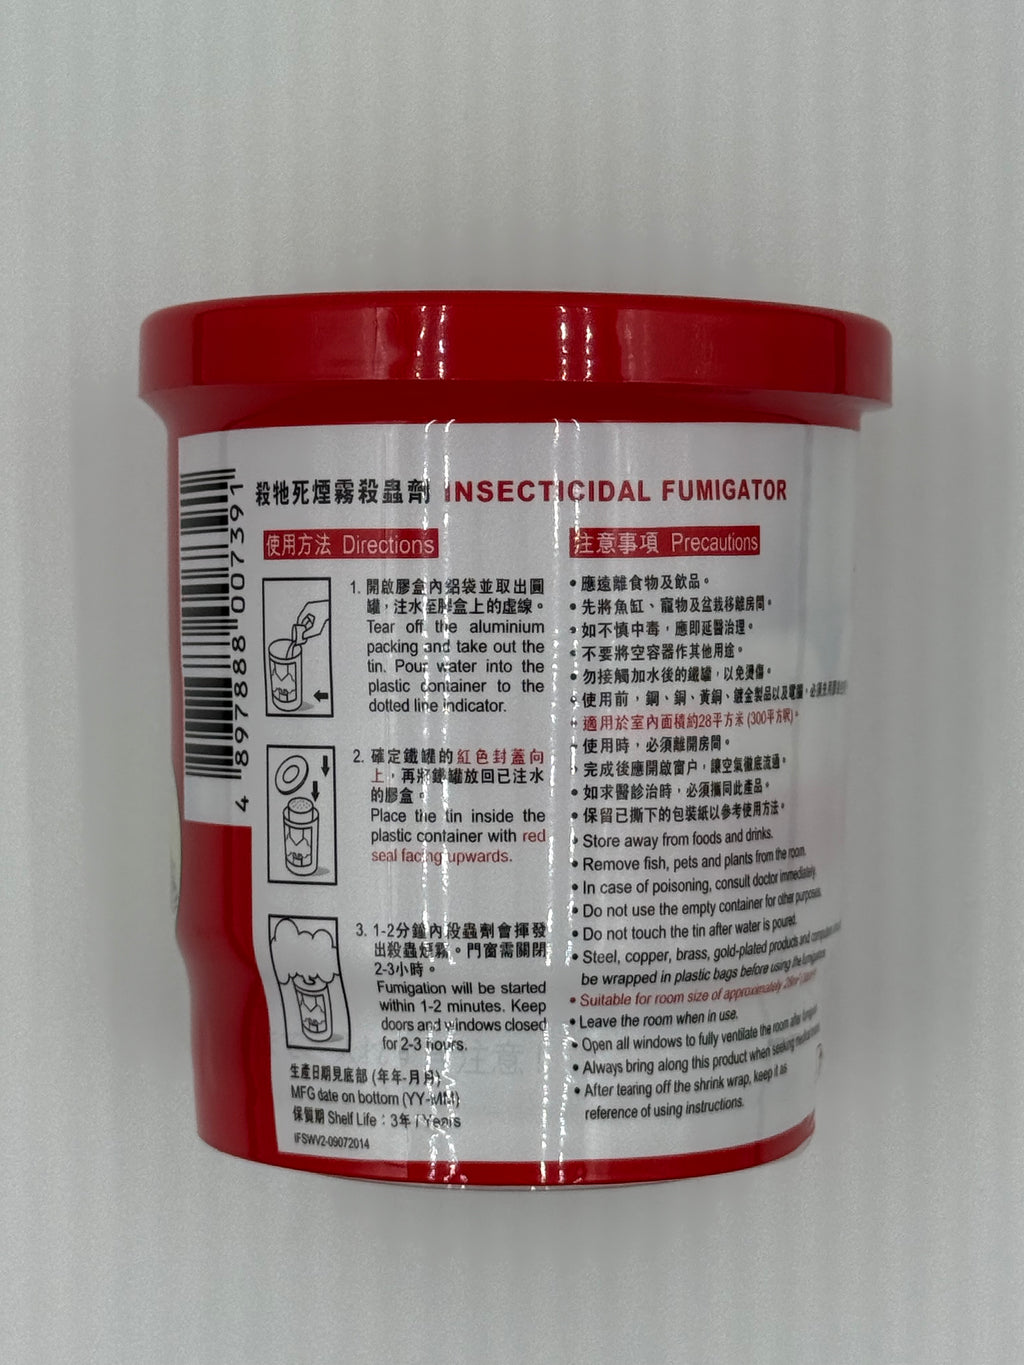 殺牠死煙霧殺蟲劑 INSECTICIDAL FUMIGATOR
4 897888 007391
使用方法 Directions
1. 開啟膠盒內鋁袋並取出圓
罐，注水至膠盒上的虛線。
Tear off the aluminium
packing and take out the
tin. Pour water into the
plastic container to the
dotted line indicator.
2. 確定鐵罐的紅色封蓋向
上，再將鐵罐放回已注水
的膠盒。
Place the tin inside the
plastic container with red
seal facing upwards.
3. 1-2分鐘內殺蟲劑會揮發
出殺蟲煙霧。門窗需關閉
2-3小時。
Fumigation will be started
within 1-2 minutes. Keep
doors and windows closed
for 2-3 hours.
生產日期見底部 (年年-月月)
MFG date on bottom (YY-MM)
保質期 Shelf Life：3年 Years
IFSWV2-09072014
注意事項 Precautions
• 應遠離食物及飲品。
• 先將魚缸、寵物及盆栽移離房間。
• 如不慎中毒，應即延醫治理。
• 不要將空容器作其他用途。
• 勿接觸加水後的鐵罐，以免燙傷。
• 使用前，鋼、銅、黃銅、鍍金製品以及電腦，必須先用膠
• 適用於室內面積約28平方米 (300平方呎)。
• 使用時，必須離開房間。
• 完成後應開啟窗户，讓空氣徹底流通。
• 如求醫診治時，必須攜同此產品。
• 保留已撕下的包裝紙以參考使用方法。
• Store away from foods and drinks.
• Remove fish, pets and plants from the room.
• In case of poisoning, consult doctor immediately.
• Do not use the empty container for other purposes.
• Do not touch the tin after water is poured.
• Steel, copper, brass, gold-plated products and
be wrapped in plastic bags before using the fumigator.
• Suitable for room size of approximately 28m²
• Leave the room when in use.
• Open all windows to fully ventilate the room after
• Always bring along this product when seeking medical
• After tearing off the shrink wrap, keep it as
reference of using instructions.